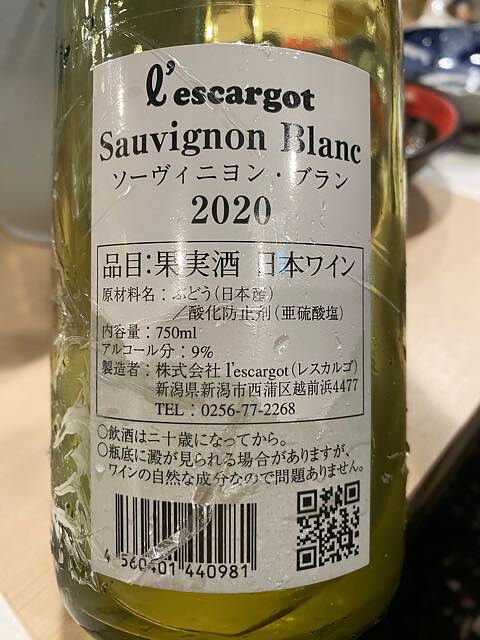 l'escargot
Sauvignon Blanc
ソーヴィニヨン・ブラン
2020
品目：果実酒 日本ワイン
原材料名：ぶどう（日本産）
／酸化防止剤（亜硫酸塩）
内容量：750ml
アルコール分：9%
製造者：株式会社 l'escargot（レスカルゴ）
新潟県新潟市西蒲区越前浜4477
TEL：0256-77-2268
○飲酒は二十歳になってから。
○瓶底に澱が見られる場合がありますが、
ワインの自然な成分なので問題ありません。
4 560401 440981